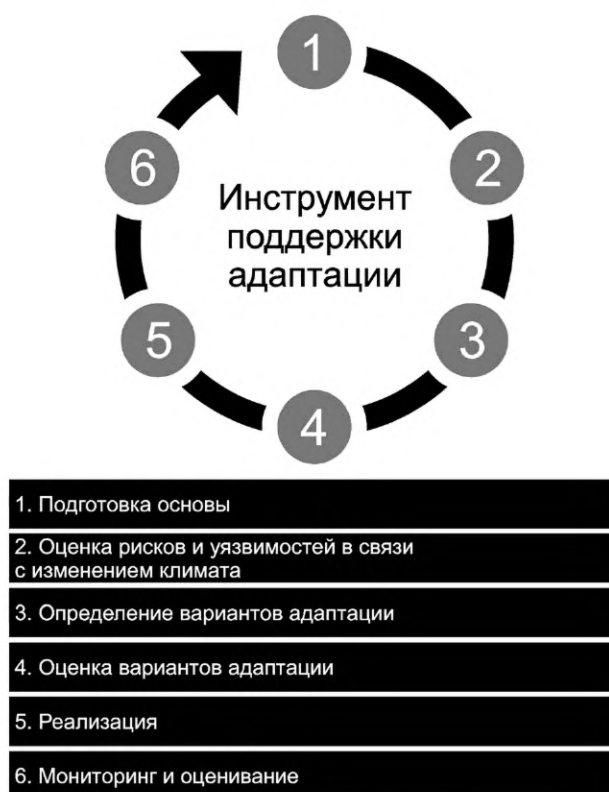 1
2
3
4
5
6
Инструмент
поддержки
адаптации
1. Подготовка основы
2. Оценка рисков и уязвимостей в связи
с изменением климата
3. Определение вариантов адаптации
4. Оценка вариантов адаптации
5. Реализация
6. Мониторинг и оценивание